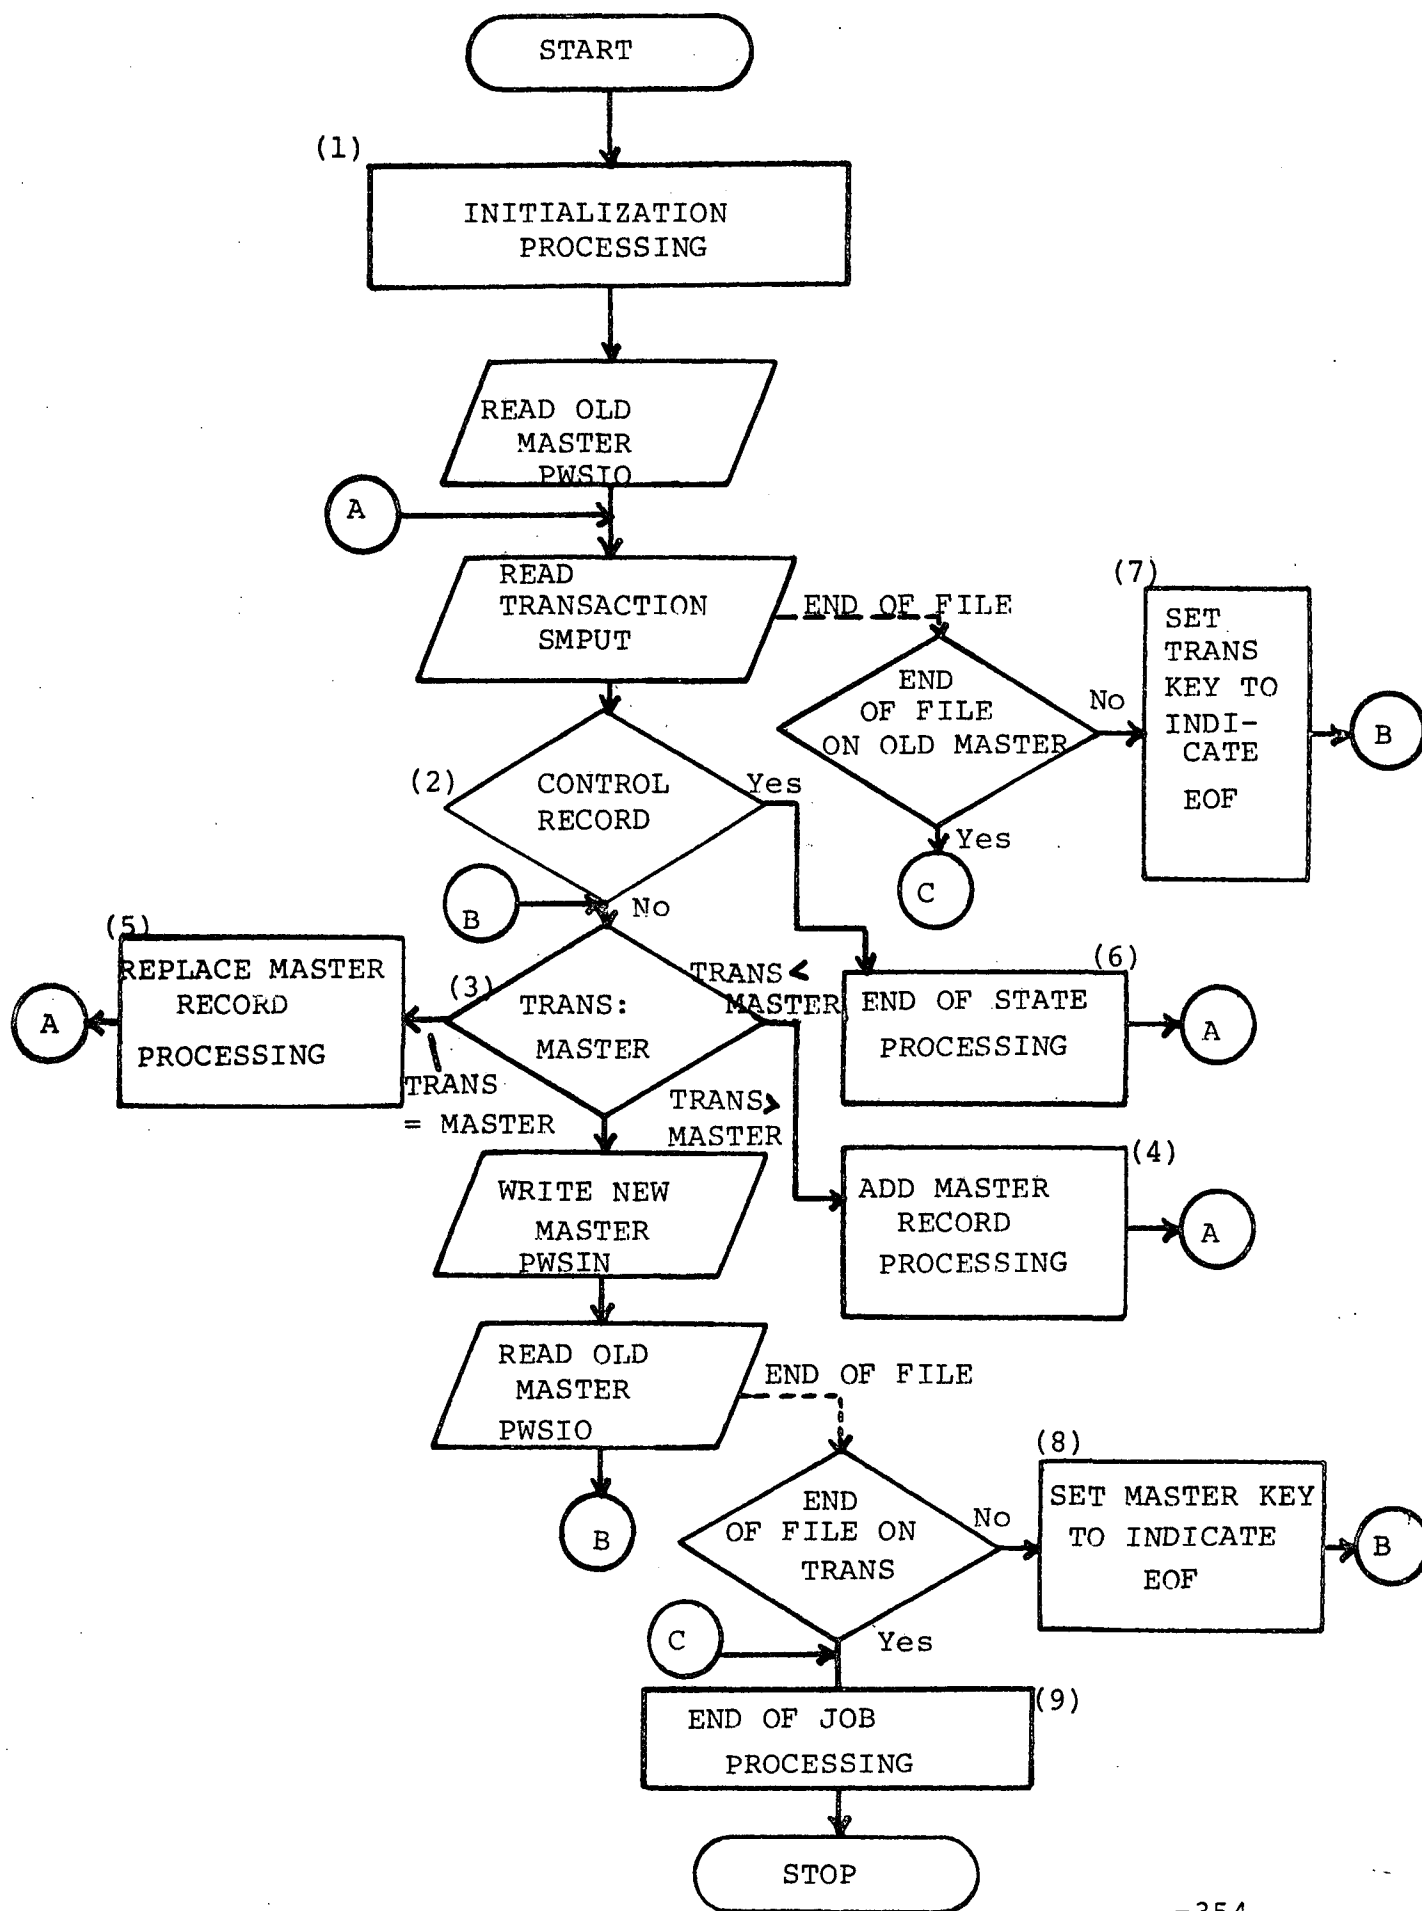 START
(1)
INITIALIZATION
PROCESSING
READ OLD
MASTER
PWSIO
A
READ
TRANSACTION
SMPUT
END OF FILE
END
OF FILE
ON OLD MASTER
No
(7)
SET
TRANS
KEY TO
INDI-
CATE
EOF
B
Yes
C
(2)
CONTROL
RECORD
Yes
B
No
(5)
REPLACE MASTER
RECORD
PROCESSING
A
(3)
TRANS:
MASTER
TRANS<
MASTER
(6)
END OF STATE
PROCESSING
A
TRANS
= MASTER
TRANS>
MASTER
(4)
ADD MASTER
RECORD
PROCESSING
A
WRITE NEW
MASTER
PWSIN
READ OLD
MASTER
PWSIO
END OF FILE
B
END
OF FILE ON
TRANS
No
(8)
SET MASTER KEY
TO INDICATE
EOF
B
C
Yes
(9)
END OF JOB
PROCESSING
STOP
-354